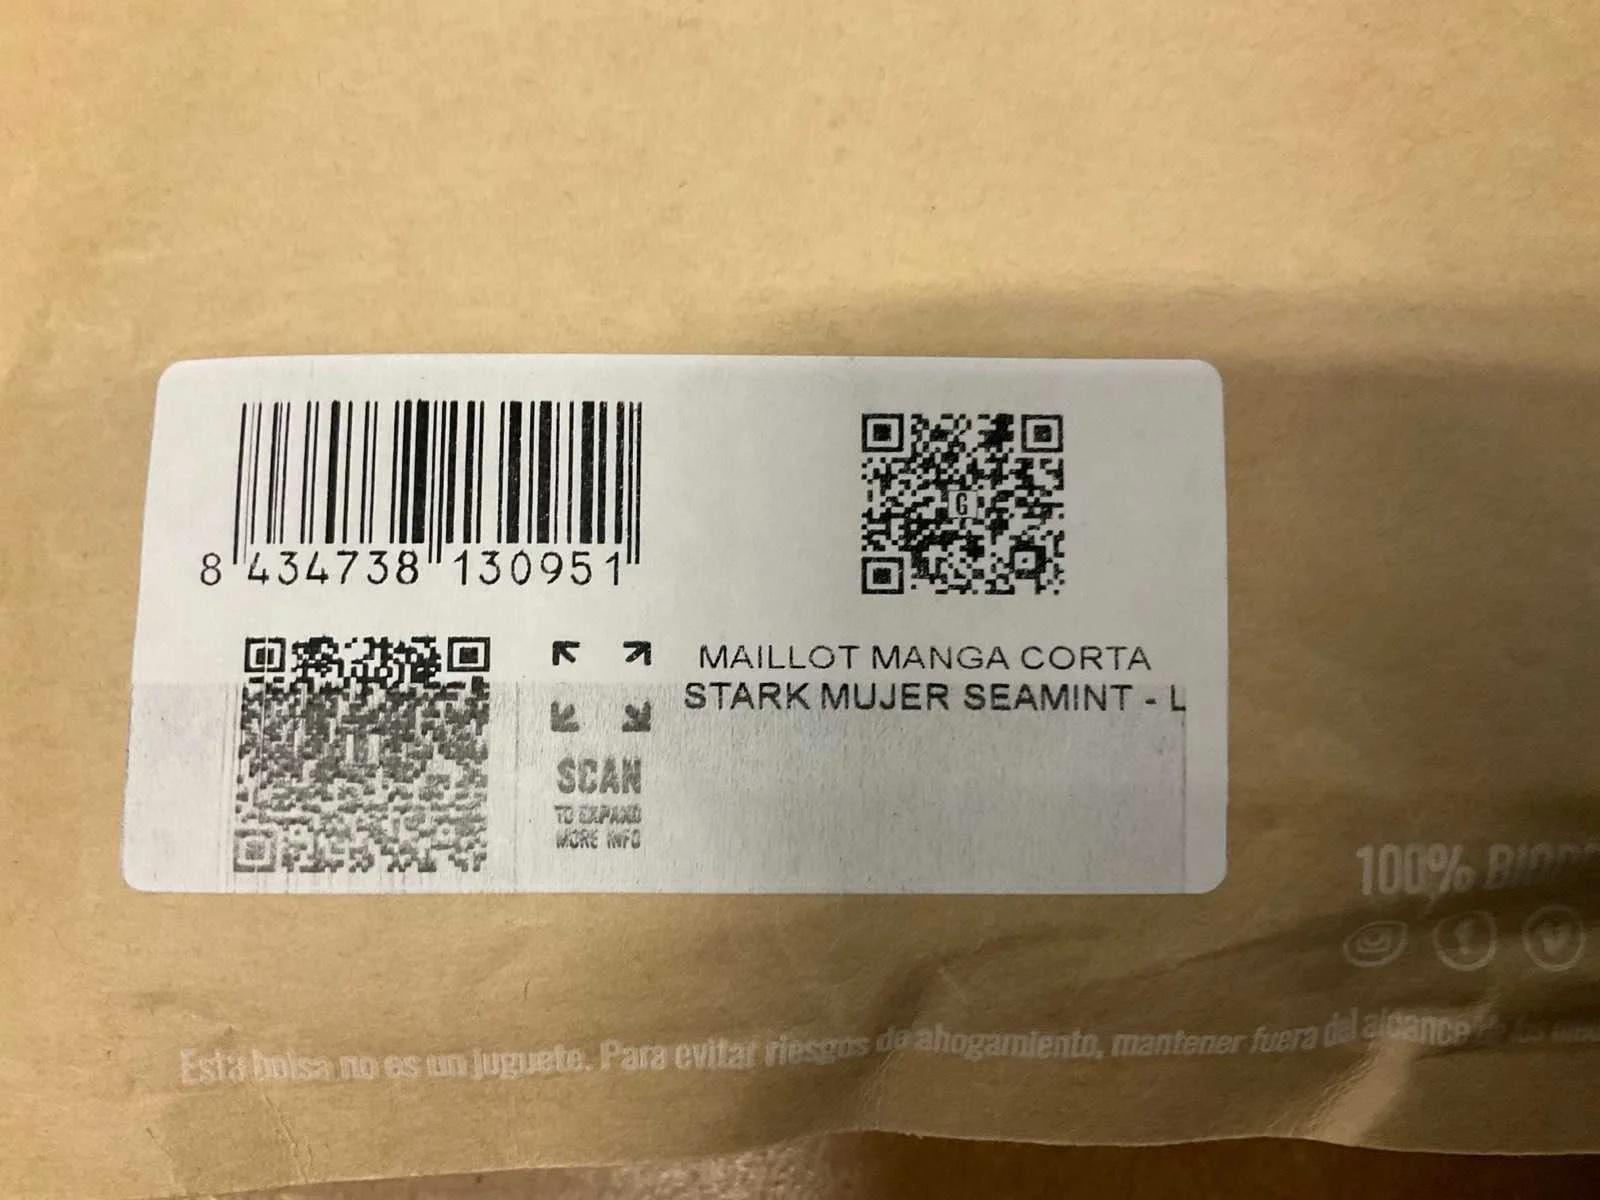 8 434738 130951
G
MAILLOT MANGA CORTA
STARK MUJER SEAMINT - L
SCAN
TO EXPAND
MORE INFO
100%
Esta bolsa no es un juguete. Para evitar riesgos de ahogamiento, mantener fuera del alcance